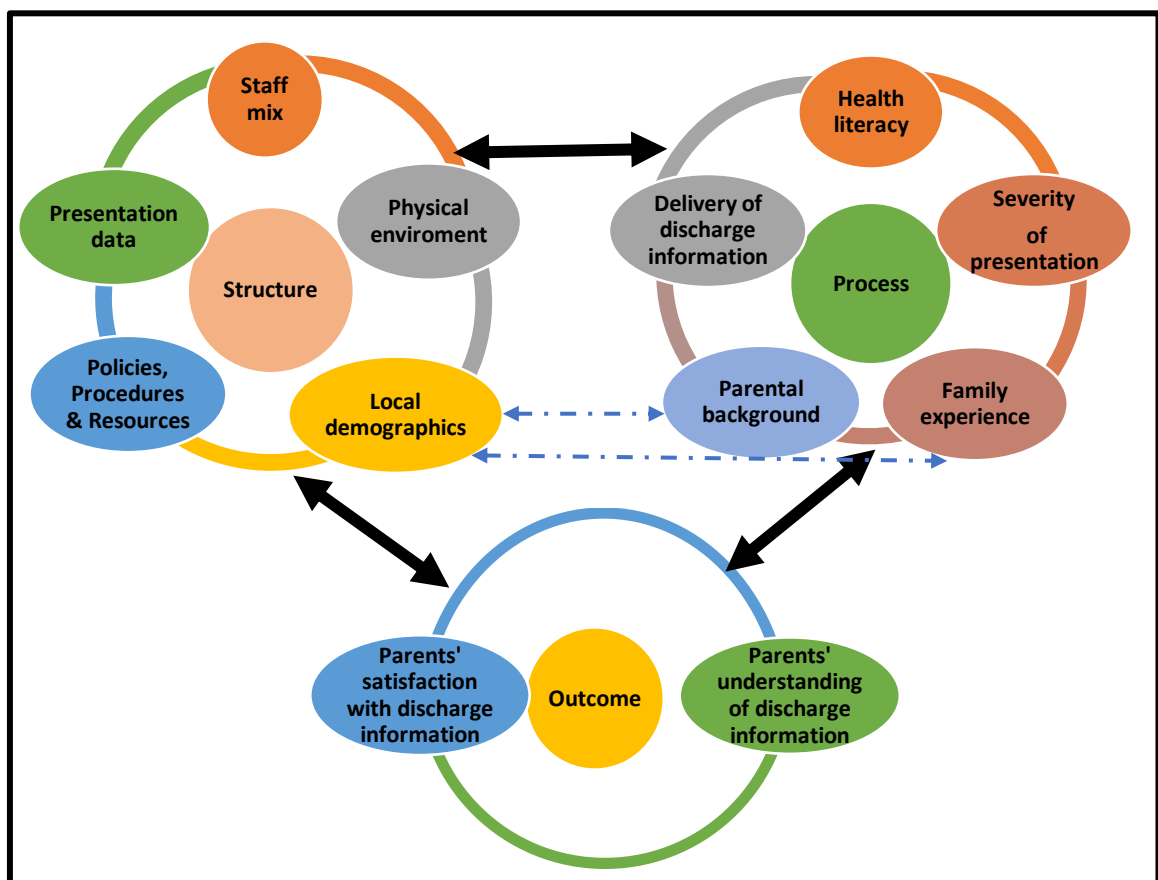 Staff
mix
Presentation
data
Physical
enviroment
Structure
Policies,
Procedures
& Resources
Local
demographics
Health
literacy
Delivery of
discharge
information
Severity
of
presentation
Process
Parental
background
Family
experience
Parents'
satisfaction
with discharge
information
Outcome
Parents'
understanding
of discharge
information